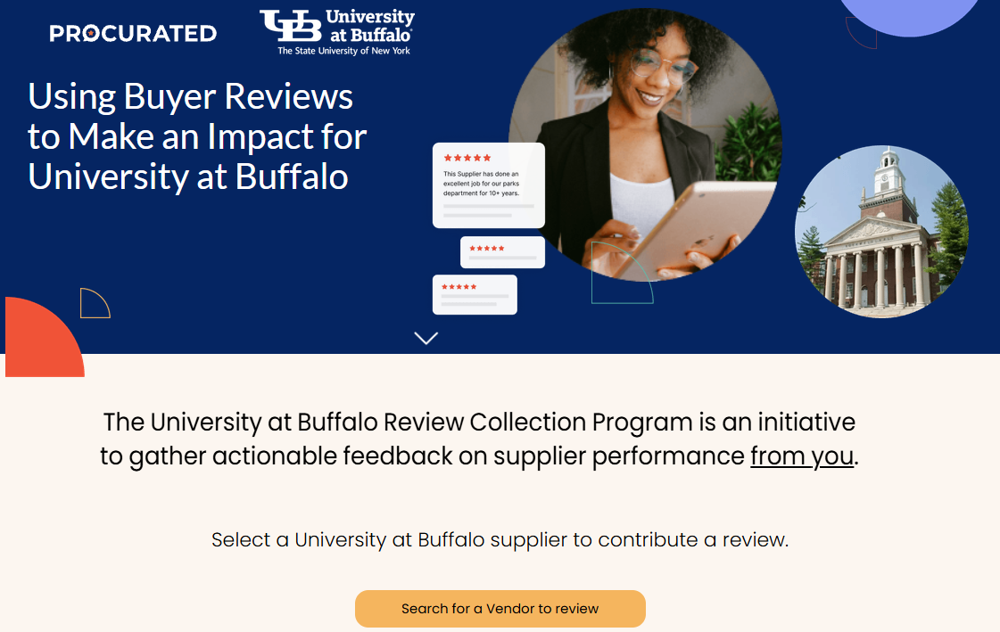 PROCURATED
University
at Buffalo
The State University of New York
Using Buyer Reviews
to Make an Impact for
University at Buffalo
This Supplier has done an
excellent job for our parks
department for 10+ years.
The University at Buffalo Review Collection Program is an initiative
to gather actionable feedback on supplier performance from you.
Select a University at Buffalo supplier to contribute a review.
Search for a Vendor to review